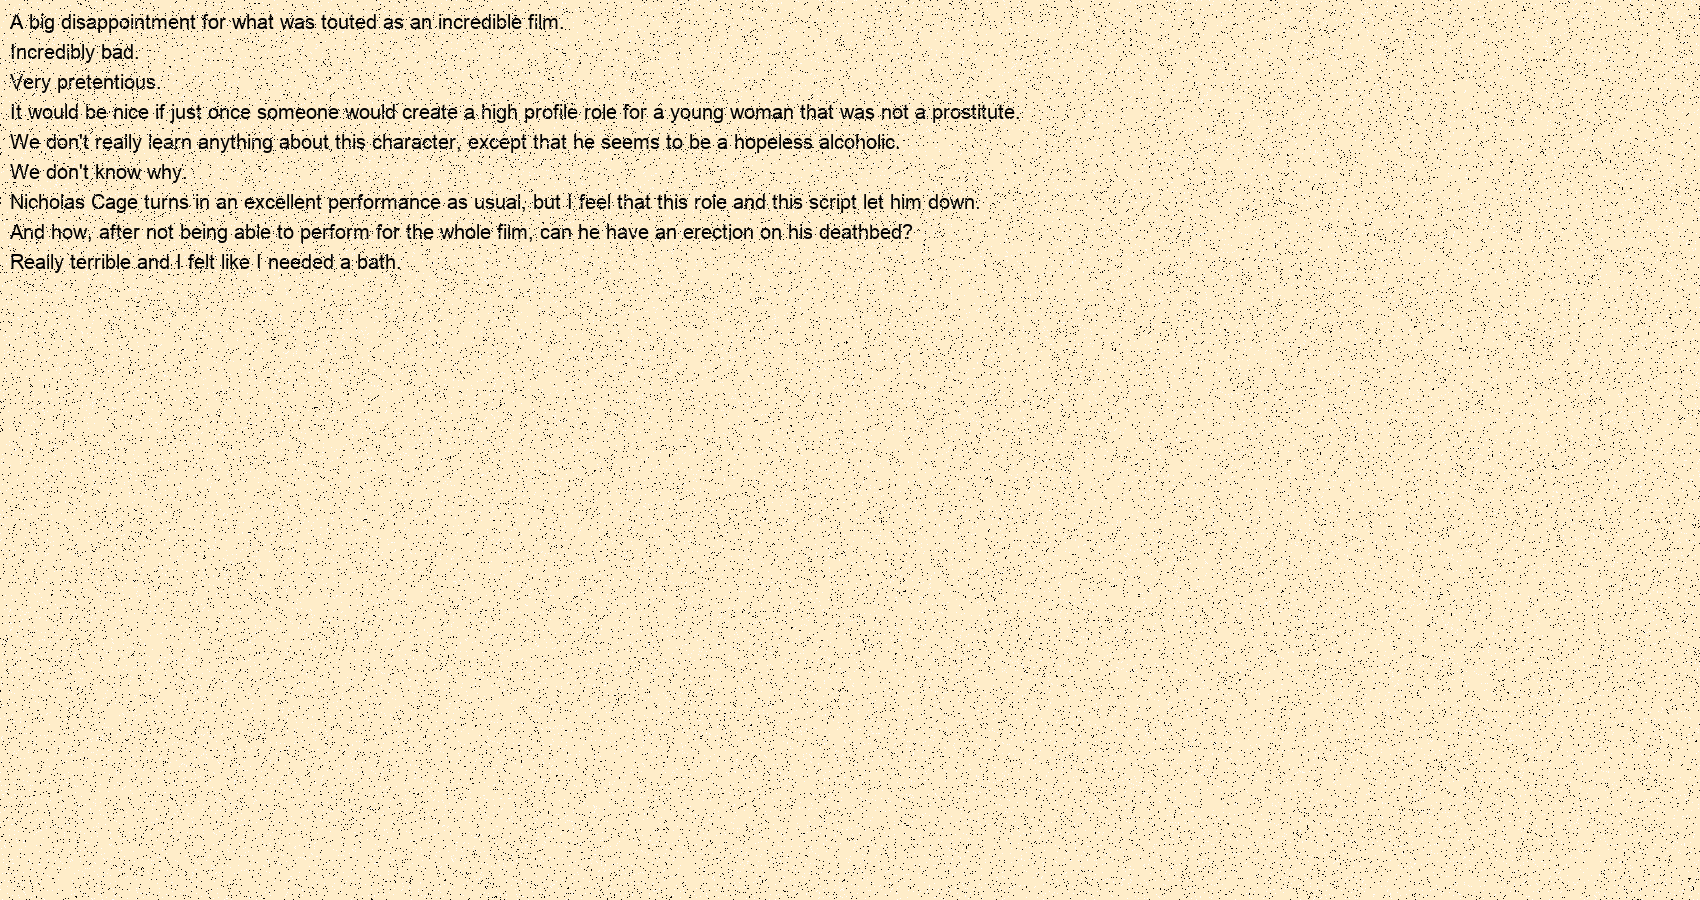 A big disappointment for what was touted as an incredible film.
Incredibly bad.
Very pretentious.
It would be nice if just once someone would create a high profile role for a young woman that was not a prostitute.
We don't really learn anything about this character, except that he seems to be a hopeless alcoholic.
We don't know why.
Nicholas Cage turns in an excellent performance as usual, but I feel that this role and this script let him down.
And how, after not being able to perform for the whole film, can he have an erection on his deathbed?
Really terrible and I felt like I needed a bath.